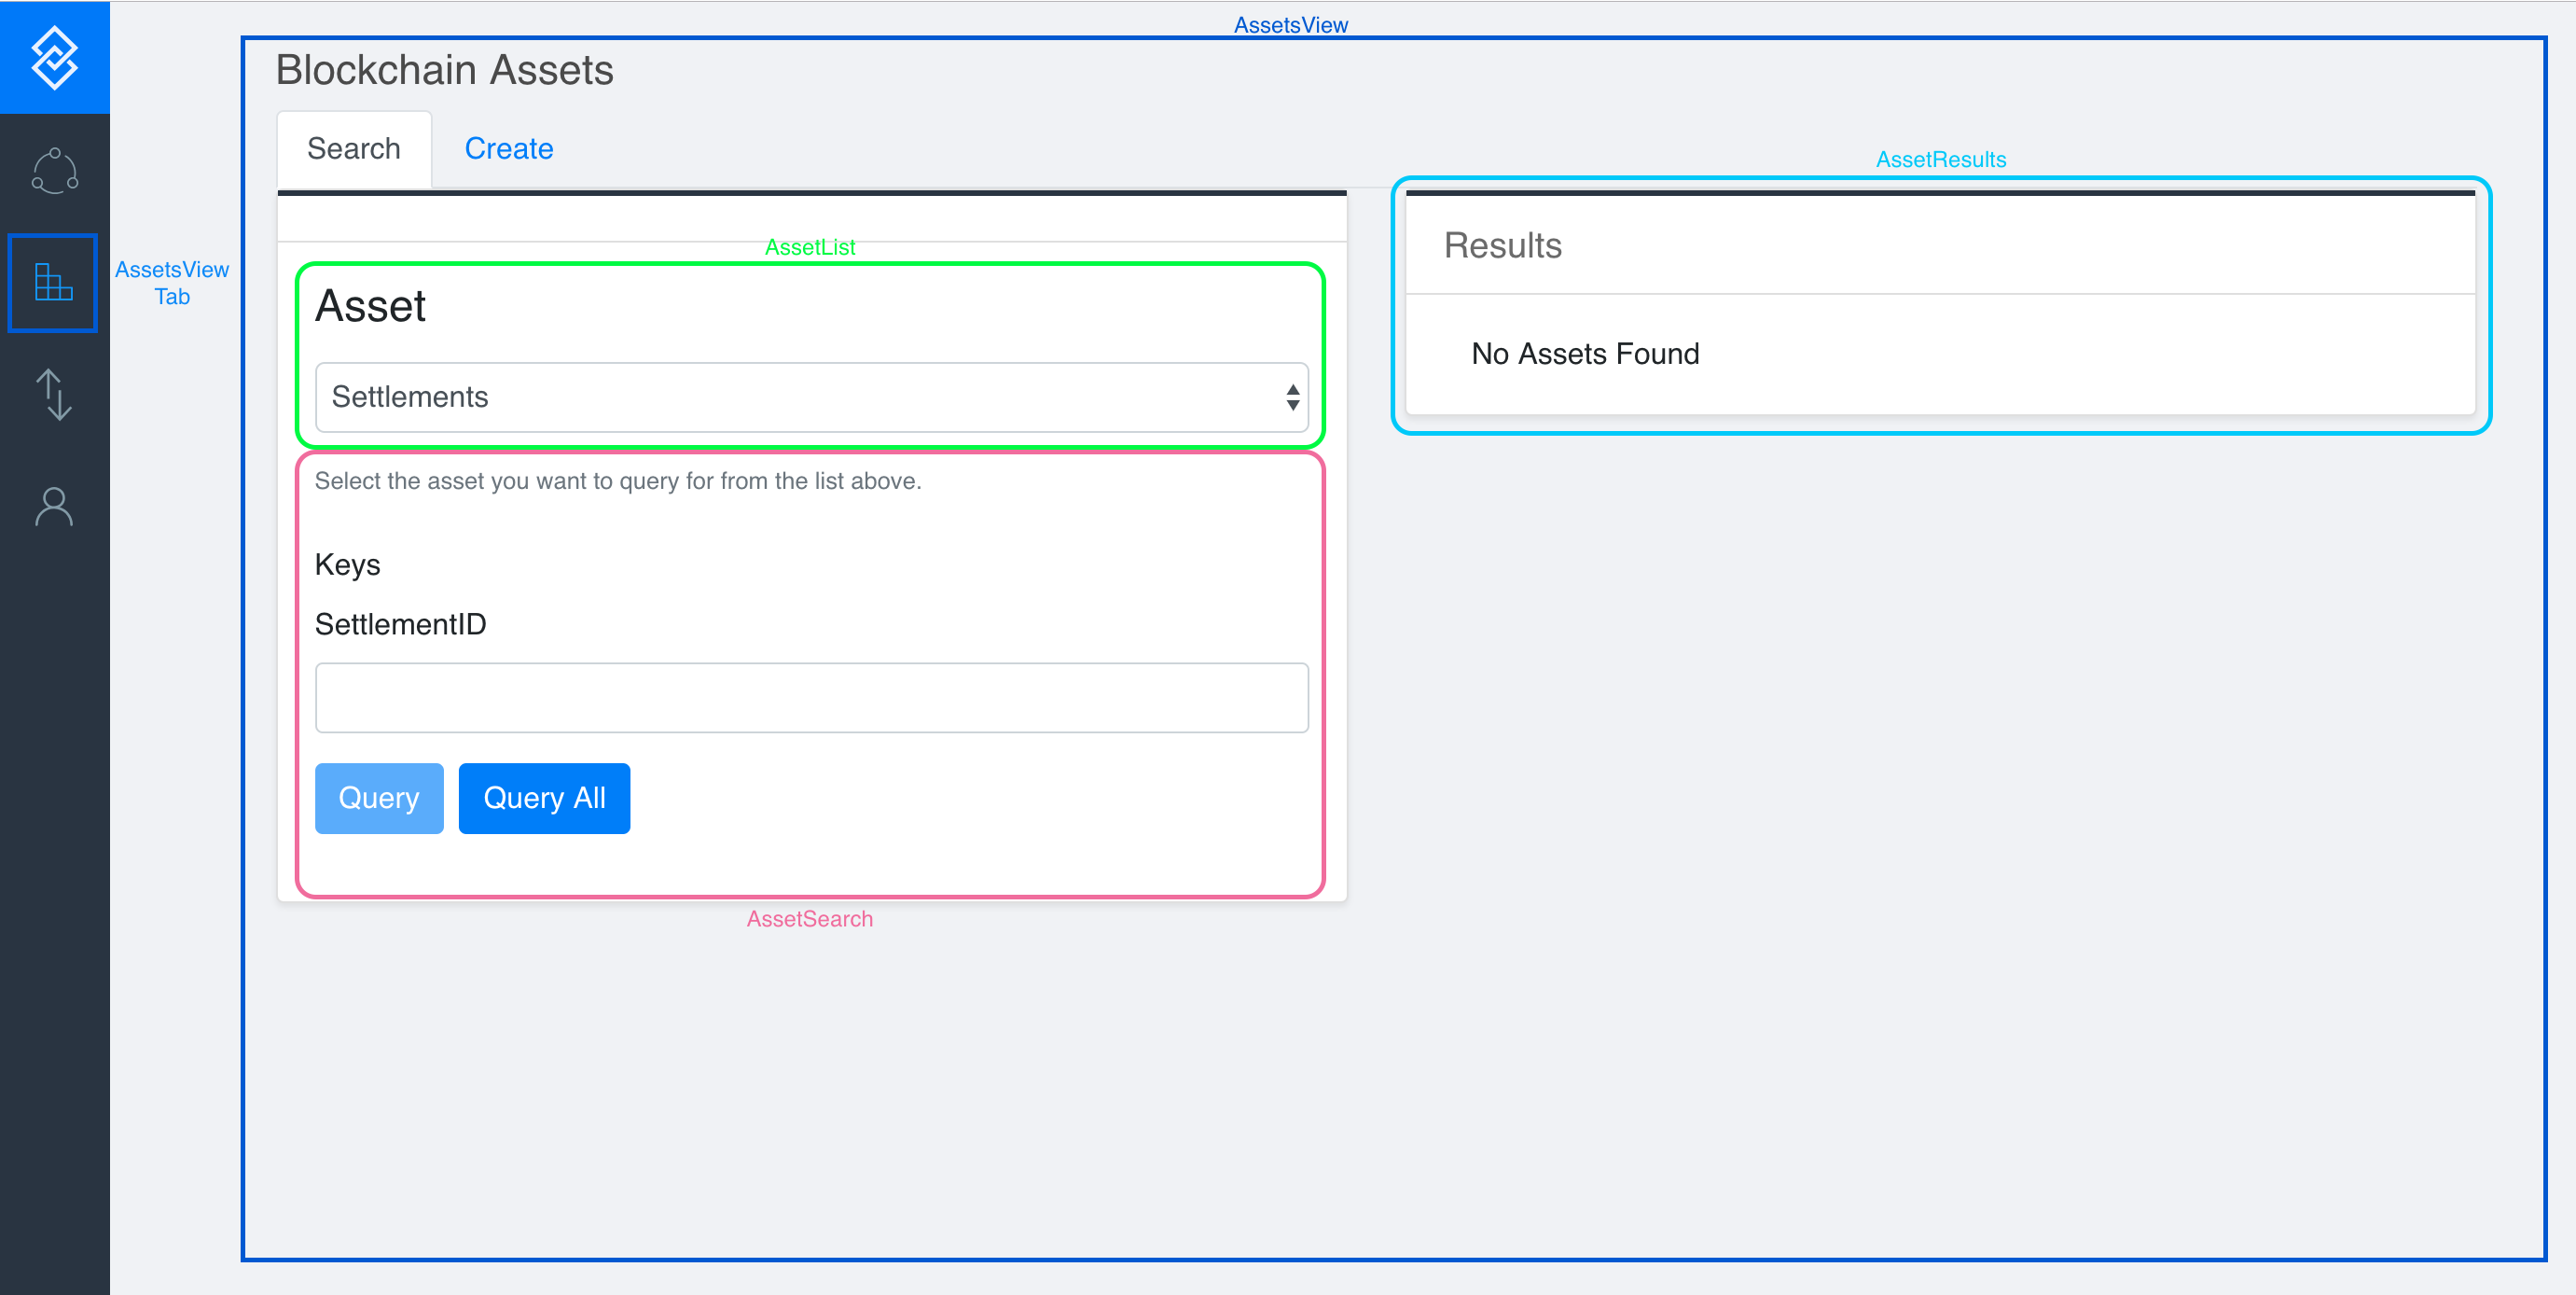 AssetsView
Blockchain Assets
Search
Create
AssetResults
AssetList
Results
AssetsView
Tab
Asset
No Assets Found
Settlements
Select the asset you want to query for from the list above.
Keys
SettlementID
Query
Query All
AssetSearch